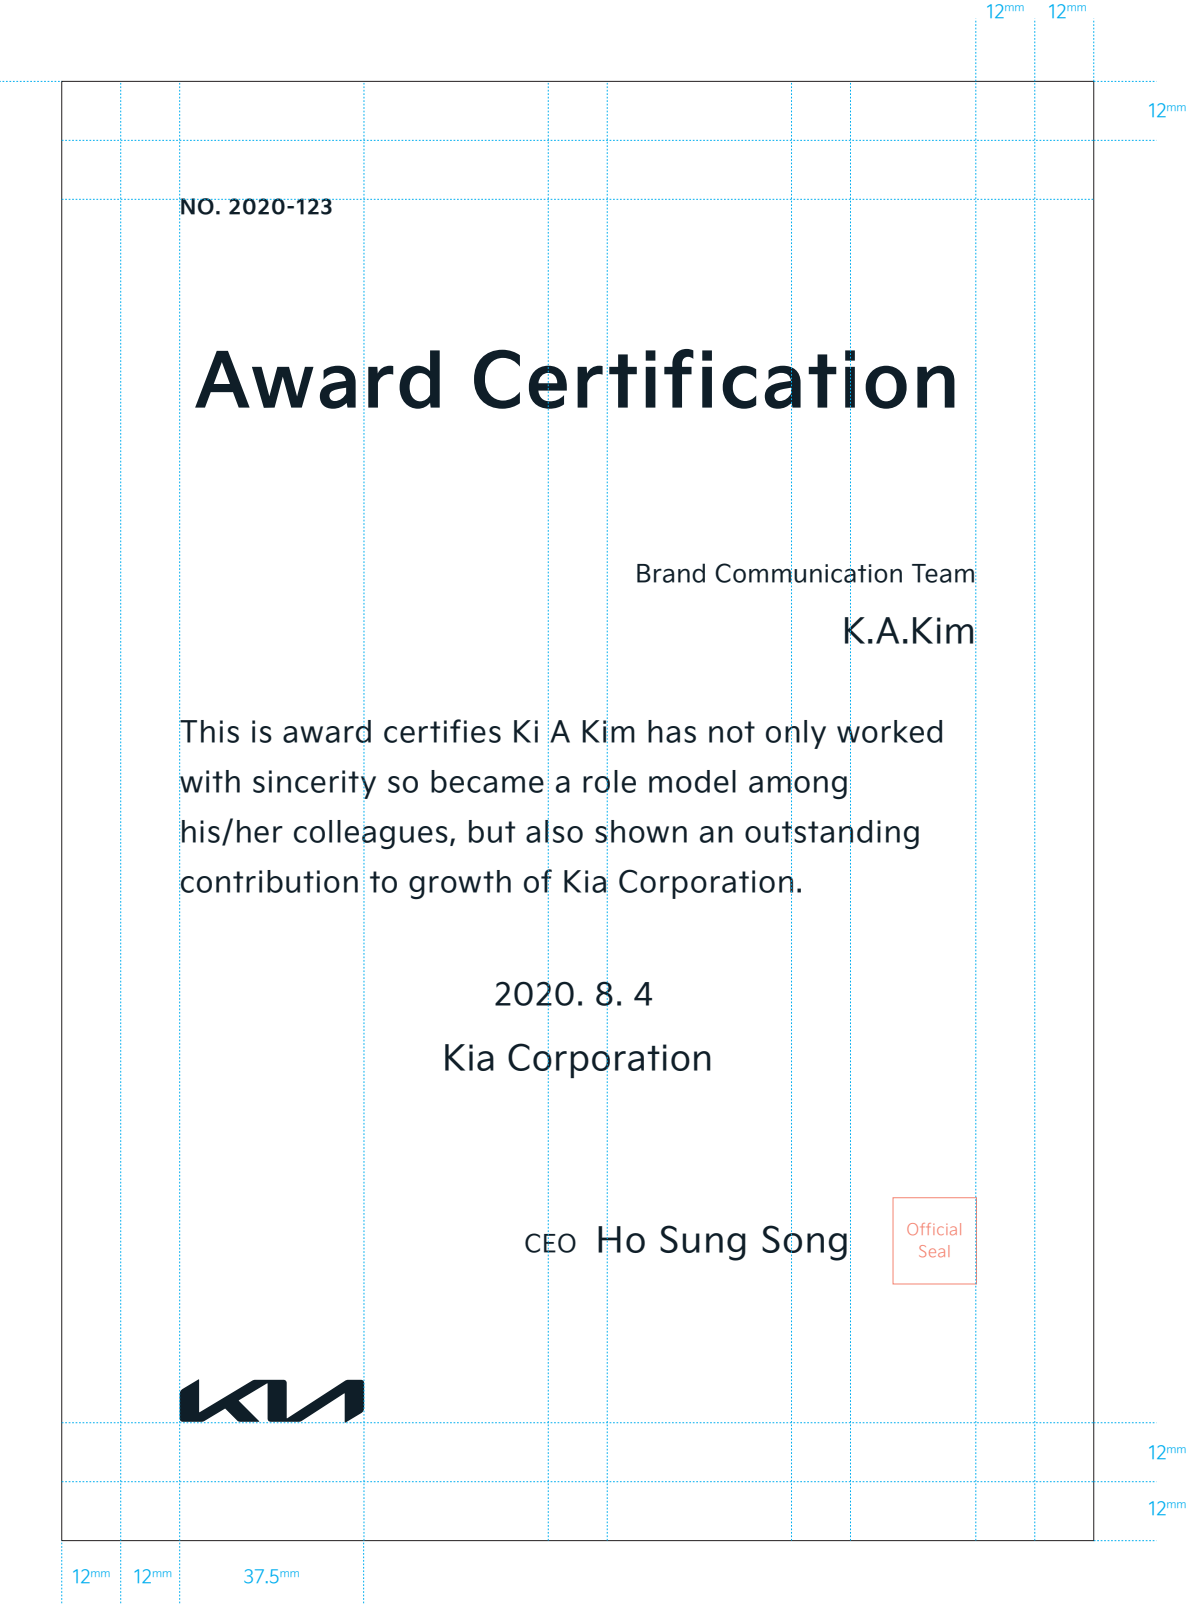 12mm 12mm
12mm
NO. 2020-123
Award Certification
Brand Communication Team
K.A.Kim
This is award certifies Ki A Kim has not only worked
with sincerity so became a role model among
his/her colleagues, but also shown an outstanding
contribution to growth of Kia Corporation.
2020. 8. 4
Kia Corporation
CEO Ho Sung Song
Official
Seal
KIA
12mm
12mm
12mm 12mm 37.5mm